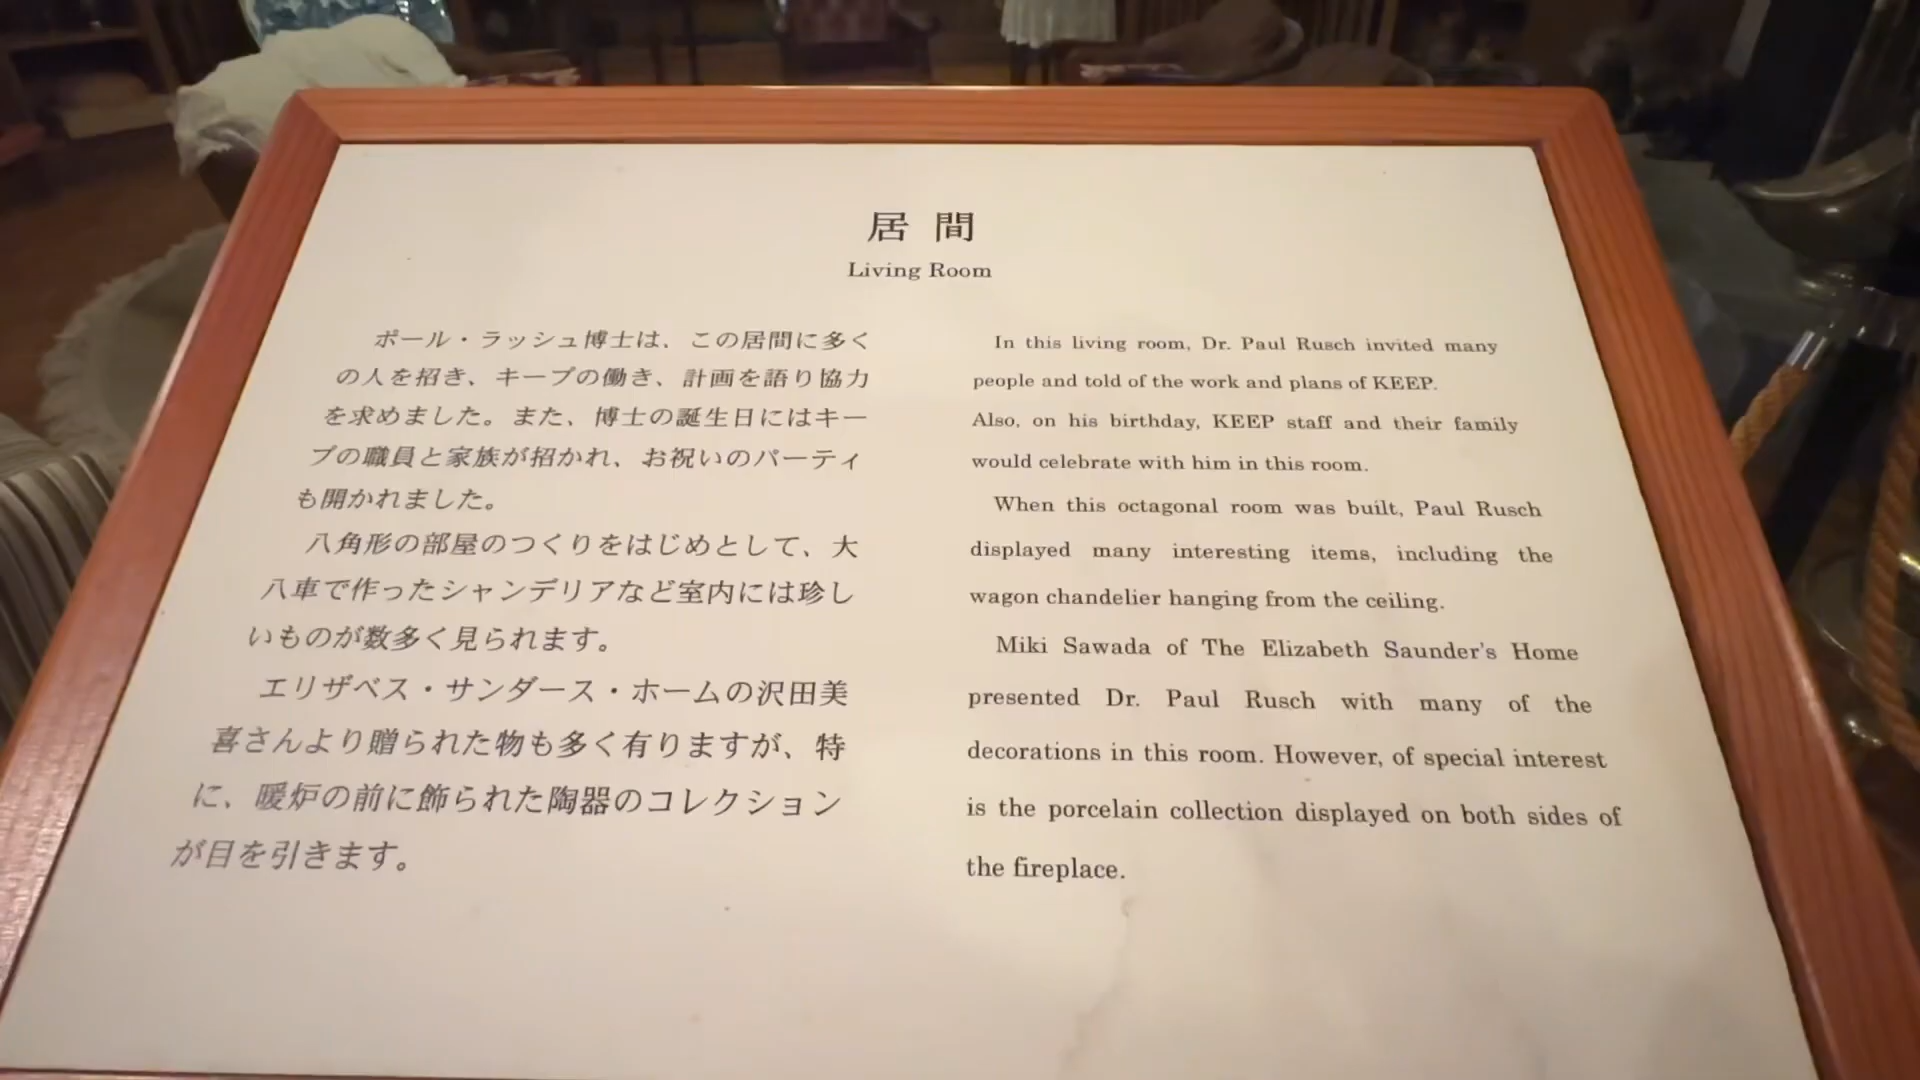 居間
Living Room
ポール・ラッシュ博士は、この居間に多く
の人を招き、キープの働き、計画を語り協力
を求めました。また、博士の誕生日にはキー
プの職員と家族が招かれ、お祝いのパーティ
も開かれました。
八角形の部屋のつくりをはじめとして、大
八車で作ったシャンデリアなど室内には珍し
いものが数多く見られます。
エリザベス・サンダース・ホームの沢田美
喜さんより贈られた物も多く有りますが、特
に、暖炉の前に飾られた陶器のコレクション
が目を引きます。
In this living room, Dr. Paul Rusch invited many
people and told of the work and plans of KEEP.
Also, on his birthday, KEEP staff and their family
would celebrate with him in this room.
When this octagonal room was built, Paul Rusch
displayed many interesting items, including the
wagon chandelier hanging from the ceiling.
Miki Sawada of The Elizabeth Saunder's Home
presented Dr. Paul Rusch with many of the
decorations in this room. However, of special interest
is the porcelain collection displayed on both sides of
the fireplace.